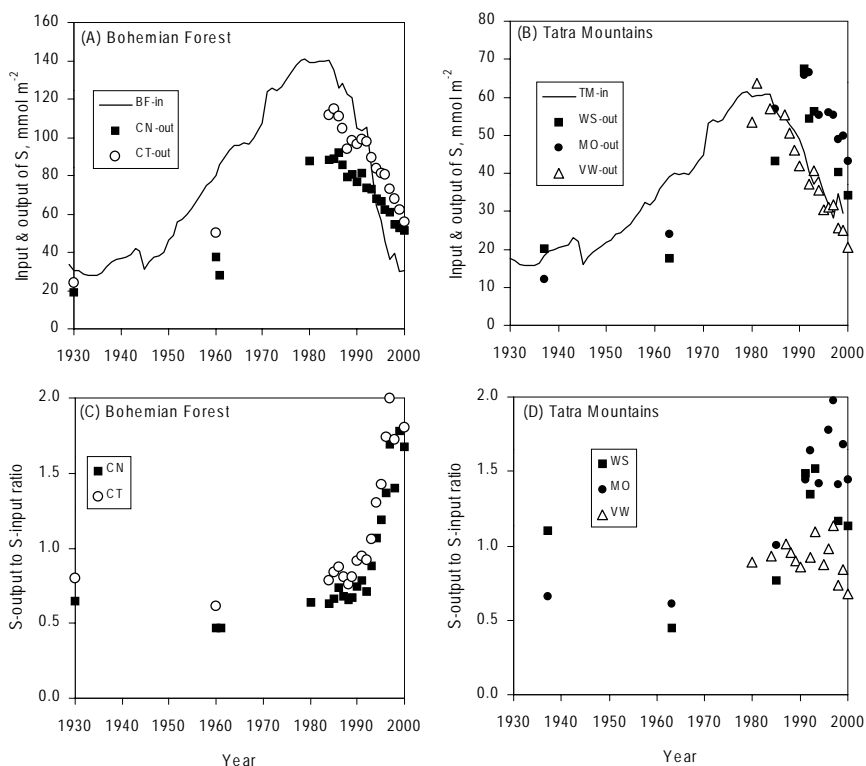 (A) Bohemian Forest
Input & output of S, mmol m-2
160
140
120
100
80
60
40
20
0
BF-in
CN-out
CT-out
1930 1940 1950 1960 1970 1980 1990 2000
(B) Tatra Mountains
Input & output of S, mmol m-2
80
70
60
50
40
30
20
10
0
TM-in
WS-out
MO-out
VW-out
1930 1940 1950 1960 1970 1980 1990 2000
(C) Bohemian Forest
S-output to S-input ratio
2.0
1.5
1.0
0.5
0.0
CN
CT
1930 1940 1950 1960 1970 1980 1990 2000
Year
(D) Tatra Mountains
S-output to S-input ratio
2.0
1.5
1.0
0.5
0.0
WS
MO
VW
1930 1940 1950 1960 1970 1980 1990 2000
Year